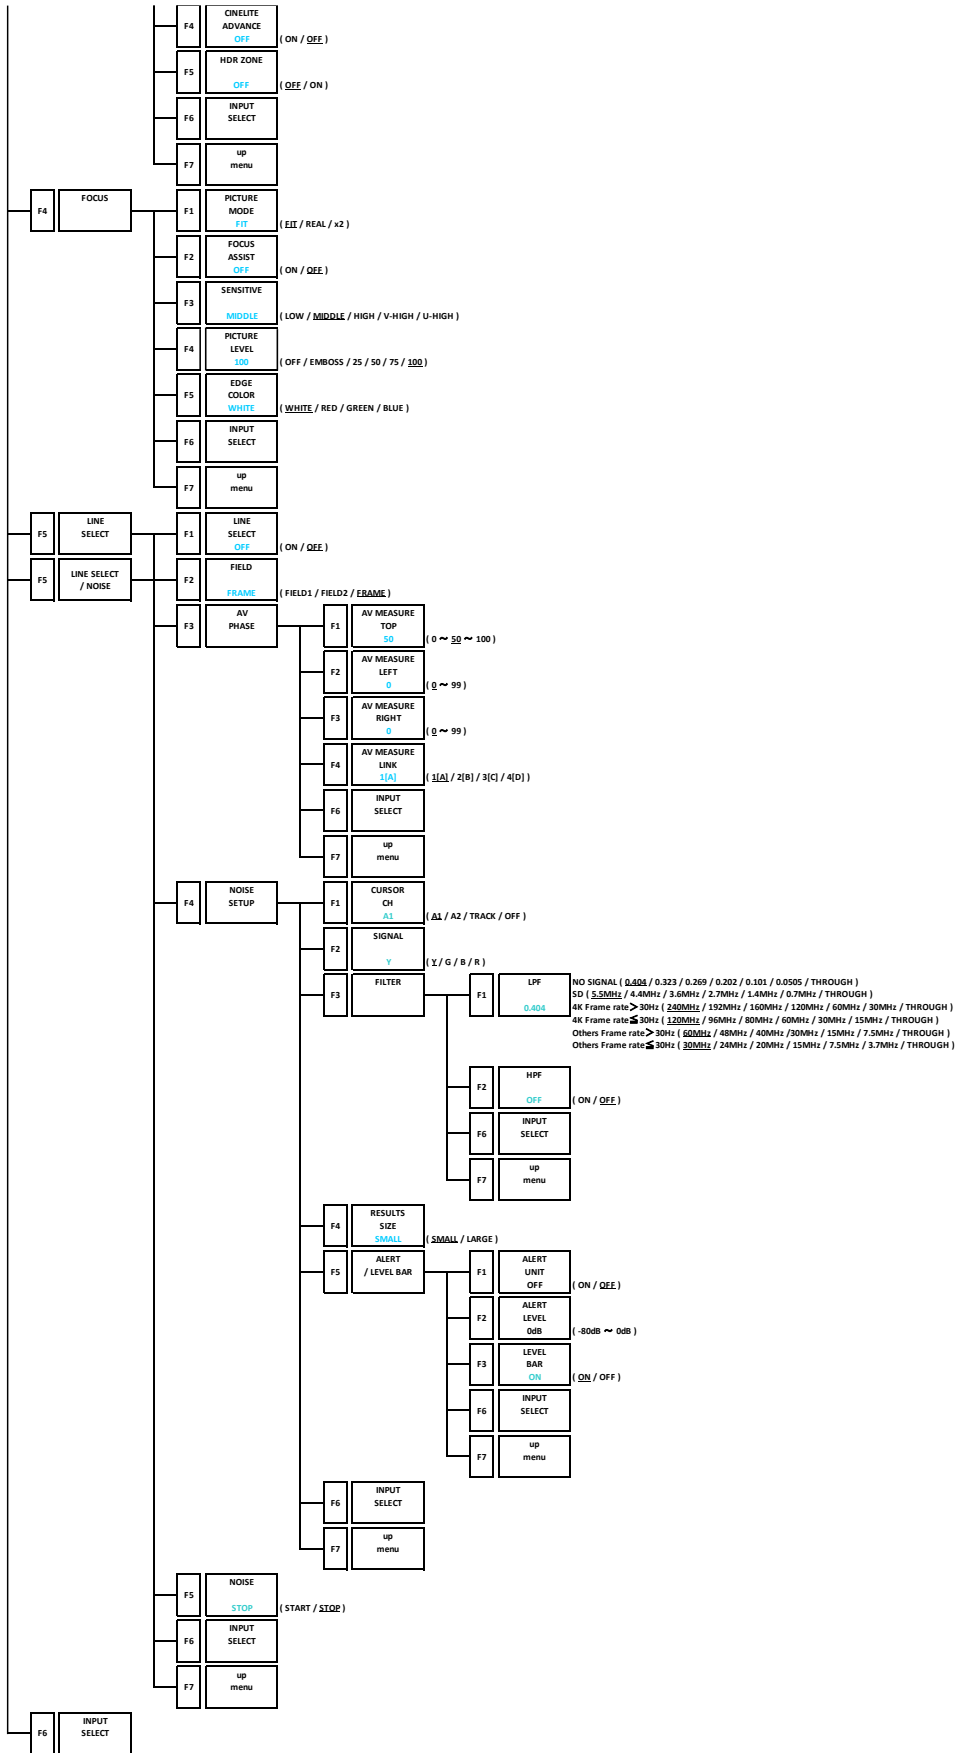 F4
CINELITE
ADVANCE
OFF
( ON / OFF )
F5
HDR ZONE
OFF
( OFF / ON )
F6
INPUT
SELECT
F7
up
menu
F4
FOCUS
F1
PICTURE
MODE
FIT
( FIT / REAL / x2 )
F2
FOCUS
ASSIST
OFF
( ON / OFF )
F3
SENSITIVE
MIDDLE
( LOW / MIDDLE / HIGH / V-HIGH / U-HIGH )
F4
PICTURE
LEVEL
100
( OFF / EMBOSS / 25 / 50 / 75 / 100 )
F5
EDGE
COLOR
WHITE
( WHITE / RED / GREEN / BLUE )
F6
INPUT
SELECT
F7
up
menu
F5
LINE
SELECT
F1
LINE
SELECT
OFF
( ON / OFF )
F5
LINE SELECT
/ NOISE
F2
FIELD
FRAME
( FIELD1 / FIELD2 / FRAME )
F3
AV
PHASE
F1
AV MEASURE
TOP
50
( 0 ~ 50 ~ 100 )
F2
AV MEASURE
LEFT
0
( 0 ~ 99 )
F3
AV MEASURE
RIGHT
0
( 0 ~ 99 )
F4
AV MEASURE
LINK
1[A]
( 1[A] / 2[B] / 3[C] / 4[D] )
F6
INPUT
SELECT
F7
up
menu
F4
NOISE
SETUP
F1
CURSOR
CH
A1
( A1 / A2 / TRACK / OFF )
F2
SIGNAL
Y
( Y / G / B / R )
F3
FILTER
F1
LPF
0.404
NO SIGNAL ( 0.404 / 0.323 / 0.269 / 0.202 / 0.101 / 0.0505 / THROUGH )
SD ( 5.5MHz / 4.4MHz / 3.6MHz / 2.7MHz / 1.4MHz / 0.7MHz / THROUGH )
4K Frame rate＞30Hz ( 240MHz / 192MHz / 160MHz / 120MHz / 60MHz / 30MHz / THROUGH )
4K Frame rate≦30Hz ( 120MHz / 96MHz / 80MHz / 60MHz / 30MHz / 15MHz / THROUGH )
Others Frame rate＞30Hz ( 60MHz / 48MHz / 40MHz /30MHz / 15MHz / 7.5MHz / THROUGH )
Others Frame rate≦30Hz ( 30MHz / 24MHz / 20MHz / 15MHz / 7.5MHz / 3.7MHz / THROUGH )
F2
HPF
OFF
( ON / OFF )
F6
INPUT
SELECT
F7
up
menu
F4
RESULTS
SIZE
SMALL
( SMALL / LARGE )
F5
ALERT
/ LEVEL BAR
F1
ALERT
UNIT
OFF
( ON / OFF )
F2
ALERT
LEVEL
0dB
( -80dB ~ 0dB )
F3
LEVEL
BAR
ON
( ON / OFF )
F6
INPUT
SELECT
F7
up
menu
F6
INPUT
SELECT
F7
up
menu
F5
NOISE
STOP
( START / STOP )
F6
INPUT
SELECT
F7
up
menu
F6
INPUT
SELECT